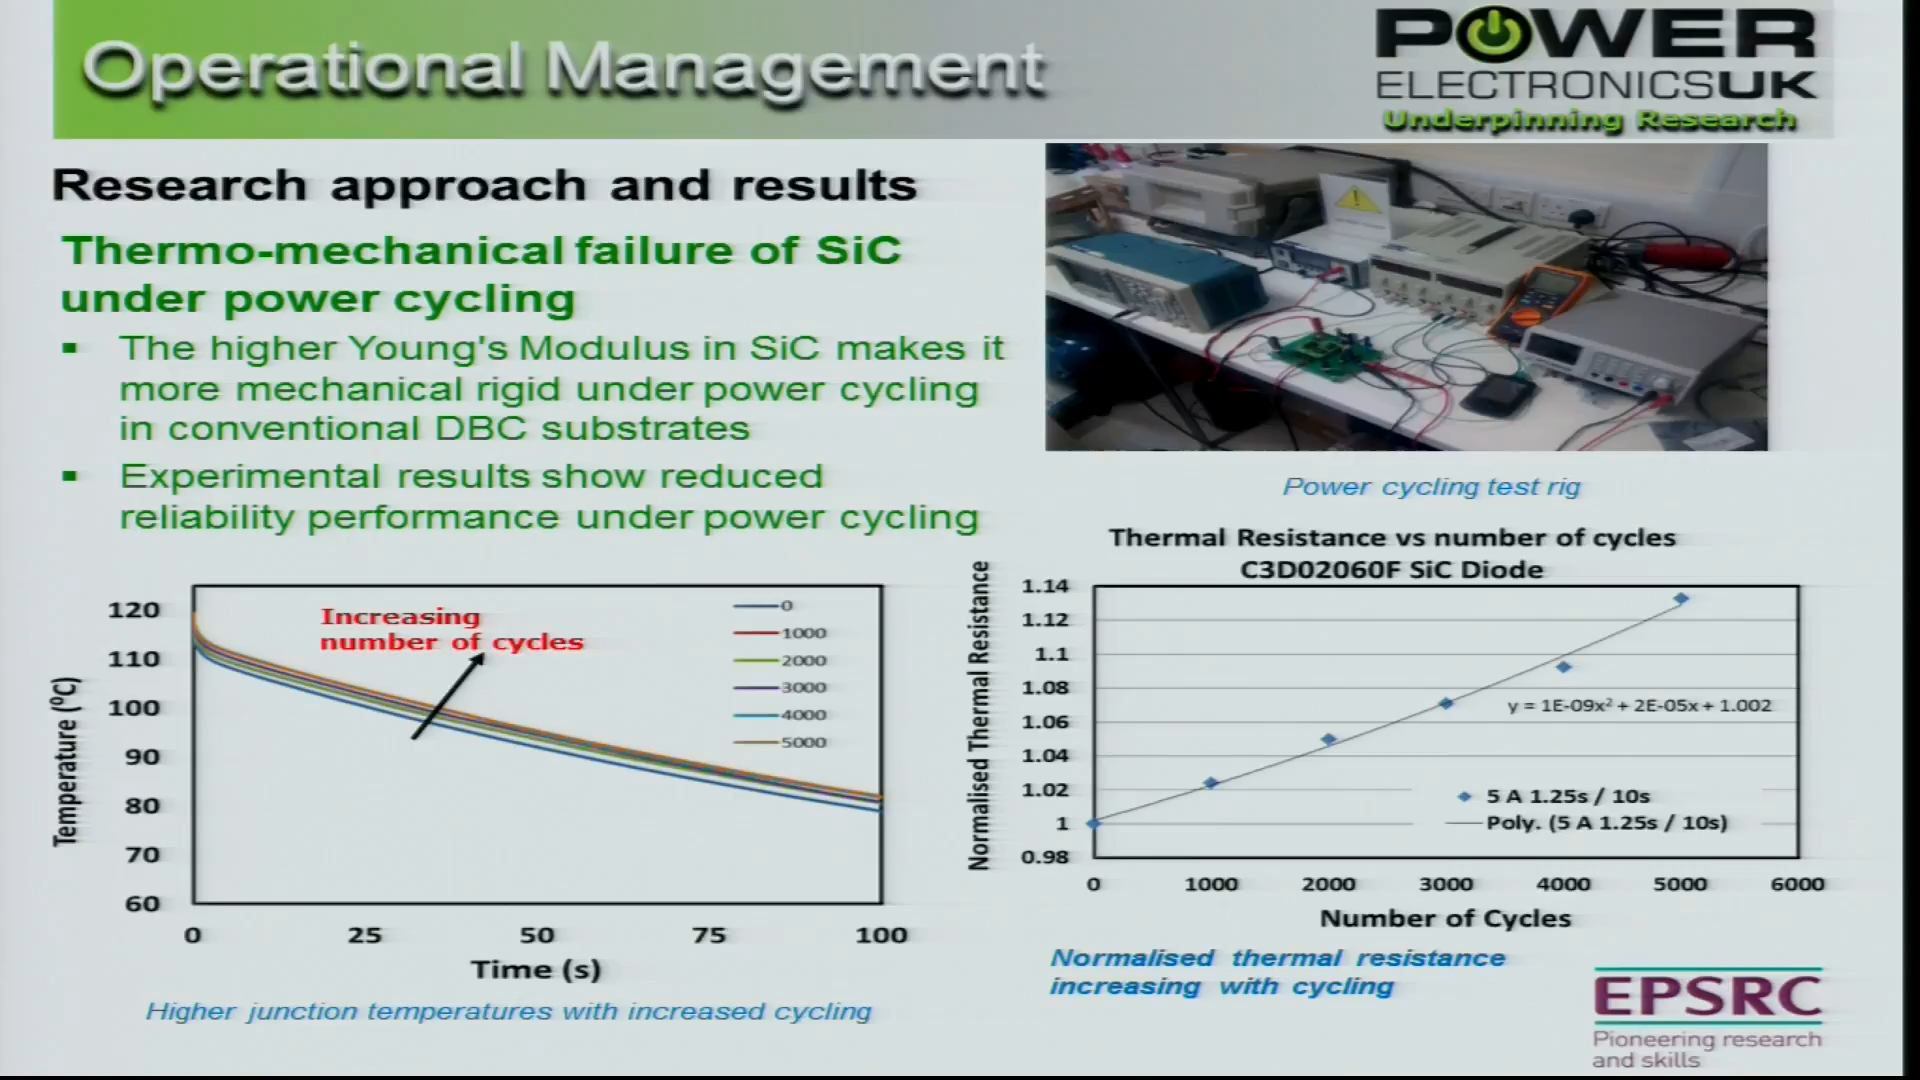 Operational Management
POWER
ELECTRONICSUK
Underpinning Research
Research approach and results
Thermo-mechanical failure of SiC
under power cycling
▪ The higher Young's Modulus in SiC makes it
more mechanical rigid under power cycling
in conventional DBC substrates
▪ Experimental results show reduced
reliability performance under power cycling
Power cycling test rig
Increasing
number of cycles
0
1000
2000
3000
4000
5000
120
110
100
90
80
70
60
Temperature (⁰C)
0 25 50 75 100
Time (s)
Higher junction temperatures with increased cycling
Thermal Resistance vs number of cycles
C3D02060F SiC Diode
Normalised Thermal Resistance
1.14
1.12
1.1
1.08
1.06
1.04
1.02
1
0.98
y = 1E-09x² + 2E-05x + 1.002
5 A 1.25s / 10s
Poly. (5 A 1.25s / 10s)
0 1000 2000 3000 4000 5000 6000
Number of Cycles
Normalised thermal resistance
increasing with cycling
EPSRC
Pioneering research
and skills